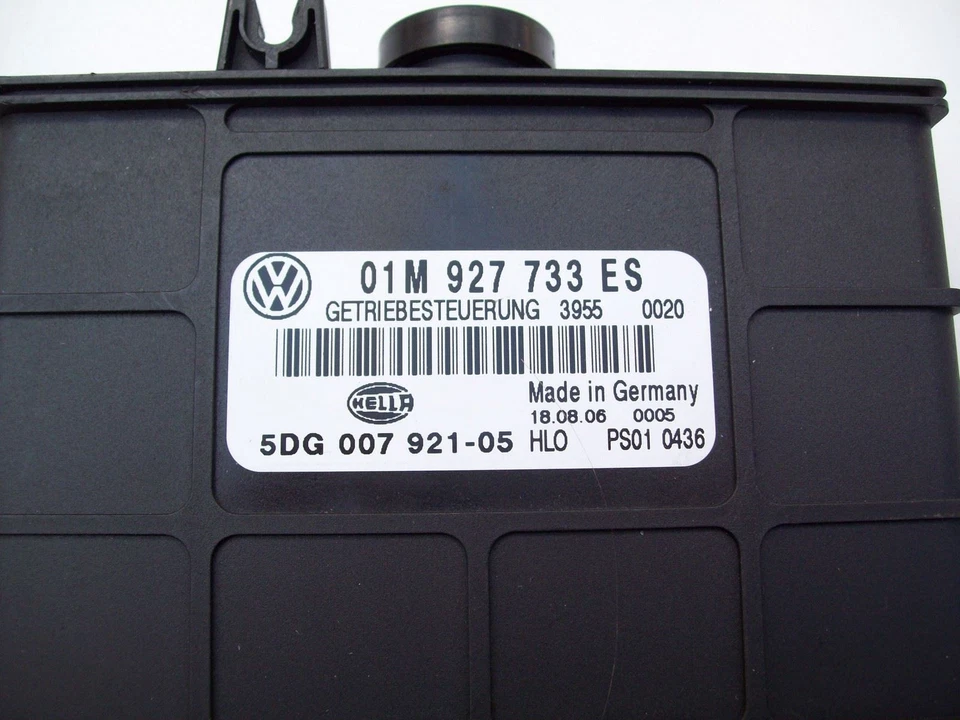 VW
01M 927 733 ES
GETRIEBESTEUERUNG 3955 0020
HELLA
Made in Germany
18.08.06 0005
5DG 007 921-05 HLO PS01 0436